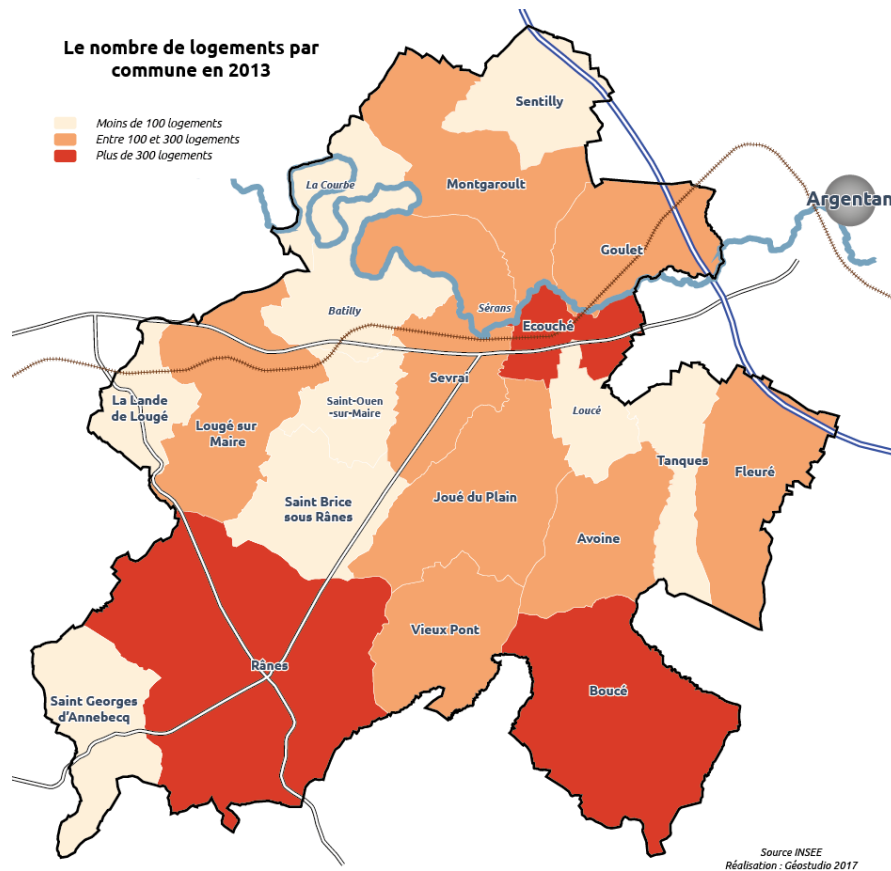 Le nombre de logements par
commune en 2013
Moins de 100 logements
Entre 100 et 300 logements
Plus de 300 logements
Sentilly
La Courbe
Montgaroult
Argentan
Goulet
Batilly
Sérans
Ecouché
Sevrai
La Lande
de Lougé
Saint-Ouen
-sur-Maire
Loucé
Lougé sur
Maire
Tanques
Fleuré
Saint Brice
sous Rânes
Joué du Plain
Avoine
Vieux Pont
Rânes
Boucé
Saint Georges
d'Annebecq
Source INSEE
Réalisation : Géostudio 2017